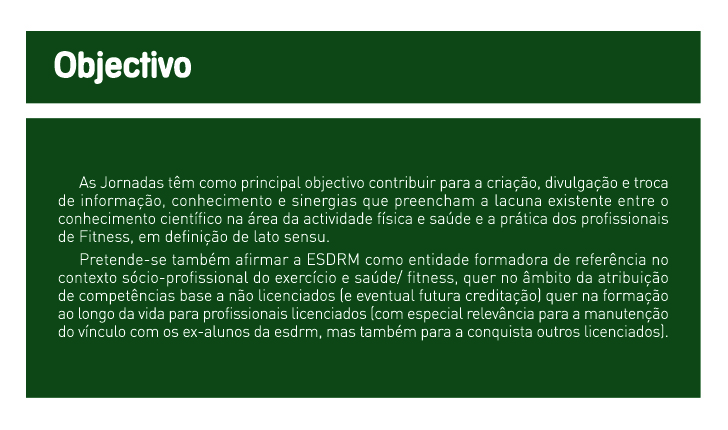 Objectivo
As Jornadas têm como principal objectivo contribuir para a criação, divulgação e troca
de informação, conhecimento e sinergias que preencham a lacuna existente entre o
conhecimento científico na área da actividade física e saúde e a prática dos profissionais
de Fitness, em definição de lato sensu.
Pretende-se também afirmar a ESDRM como entidade formadora de referência no
contexto sócio-profissional do exercício e saúde/ fitness, quer no âmbito da atribuição
de competências base a não licenciados (e eventual futura creditação) quer na formação
ao longo da vida para profissionais licenciados (com especial relevância para a manutenção
do vínculo com os ex-alunos da esdrm, mas também para a conquista outros licenciados).